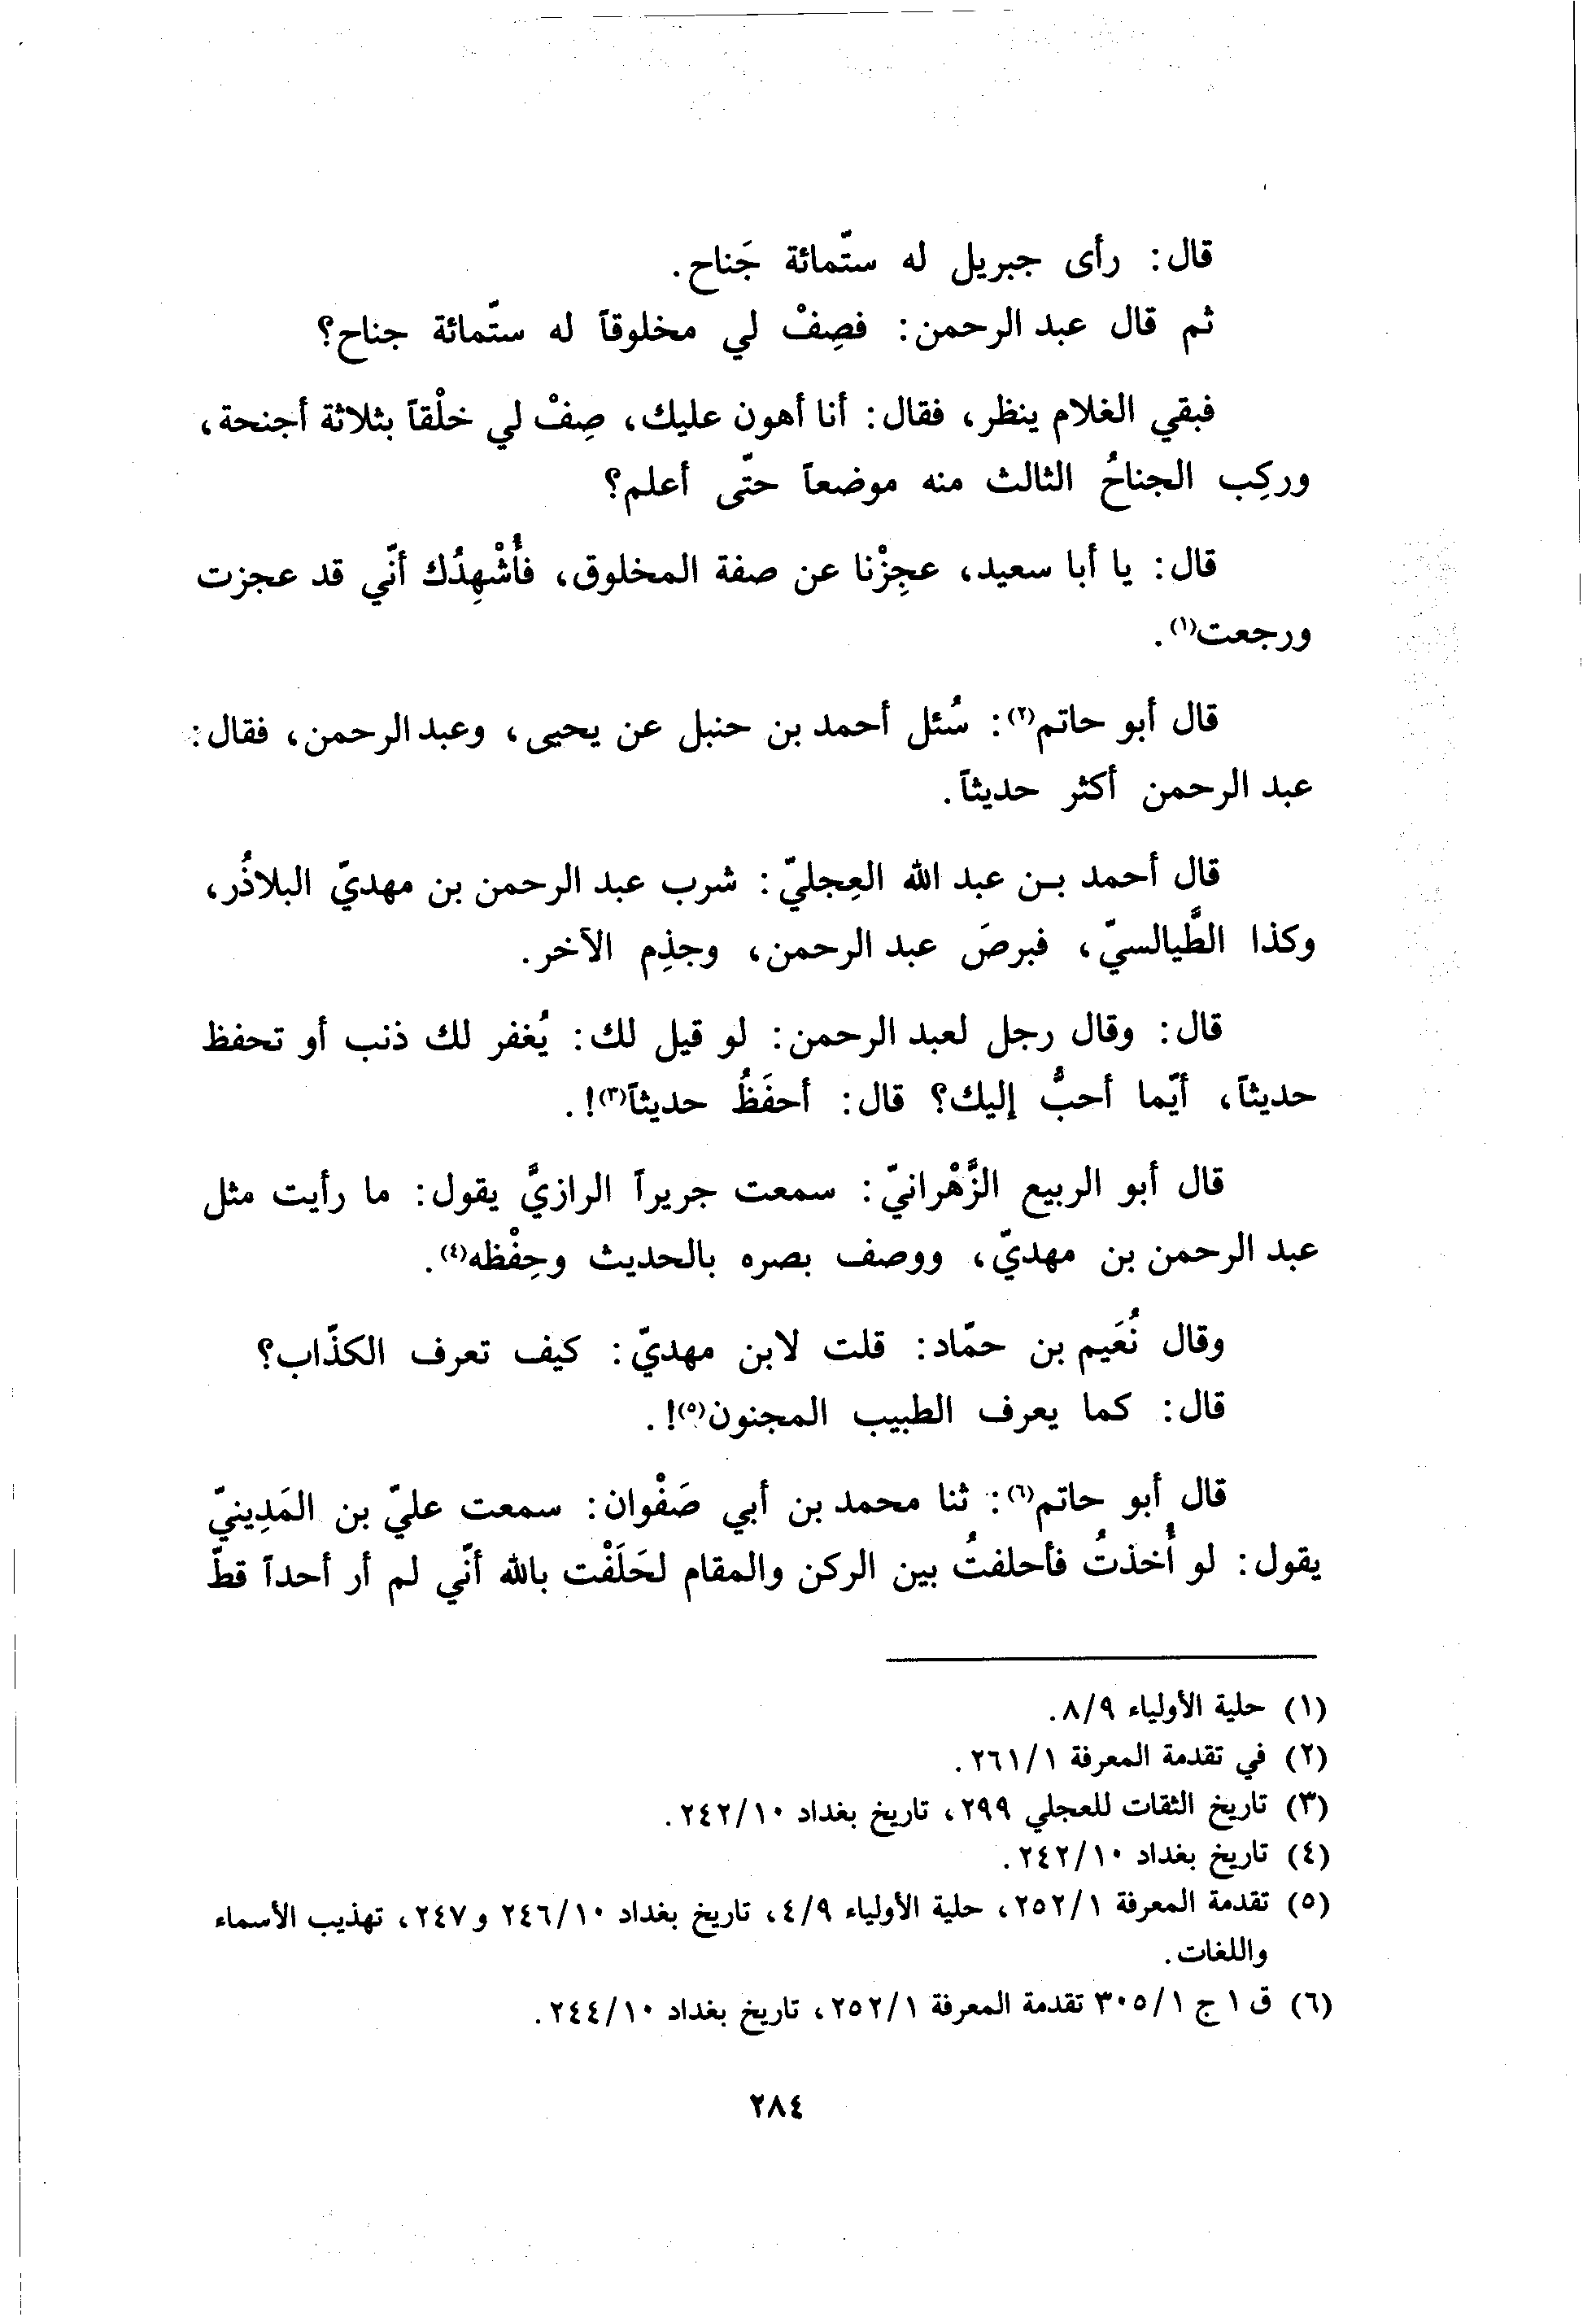 قال: رأى جبريل له ستّمائة جَناح.
ثم قال عبد الرحمن: فصِفْ لي مخلوقاً له ستّمائة جناح؟
فبقي الغلام ينظر، فقال: أنا أهون عليك، صِفْ لي خلْقاً بثلاثة أجنحة،
وركِب الجناحُ الثالث منه موضعاً حتّى أعلم؟
قال: يا أبا سعيد، عجِزْنا عن صفة المخلوق، فأُشْهِدُك أنّي قد عجزت
ورجعت(١).
قال أبو حاتم(٢): سُئل أحمد بن حنبل عن يحيى، وعبد الرحمن، فقال:
عبد الرحمن أكثر حديثاً.
قال أحمد بـن عبد الله العِجليّ: شرب عبد الرحمن بن مهديّ البلاذُر،
وكذا الطَّيالسيّ، فبرصَ عبد الرحمن، وجذِم الآخر.
قال: وقال رجل لعبد الرحمن: لو قيل لك: يُغفر لك ذنب أو تحفظ
حديثاً، أيّما أحبُّ إليك؟ قال: أحفَظُ حديثاً(٣)!.
قال أبو الربيع الزَّهْرانيّ: سمعت جريراً الرازيَّ يقول: ما رأيت مثل
عبد الرحمن بن مهديّ، ووصف بصره بالحديث وحِفْظه(٤).
وقال نُعَيم بن حمّاد: قلت لابن مهديّ: كيف تعرف الكذّاب؟
قال: كما يعرف الطبيب المجنون(٥)!.
قال أبو حاتم(٦): ثنا محمد بن أبي صَفْوان: سمعت عليّ بن المَدِينيّ
يقول: لو أُخذتُ فأحلفتُ بين الركن والمقام لحَلَفْت بالله أنّي لم أر أحداً قطّ
(١) حلية الأولياء ٨/٩.
(٢) في تقدمة المعرفة ٢٦١/١.
(٣) تاريخ الثقات للعجلي ٢٩٩، تاريخ بغداد ٢٤٢/١٠.
(٤) تاريخ بغداد ٢٤٢/١٠.
(٥) تقدمة المعرفة ٢٥٢/١، حلية الأولياء ٤/٩، تاريخ بغداد ٢٤٦/١٠ و٢٤٧، تهذيب الأسماء
واللغات.
(٦) ق ١ ج ٣٠٥/١ تقدمة المعرفة ٢٥٢/١، تاريخ بغداد ٢٤٤/١٠.
٢٨٤